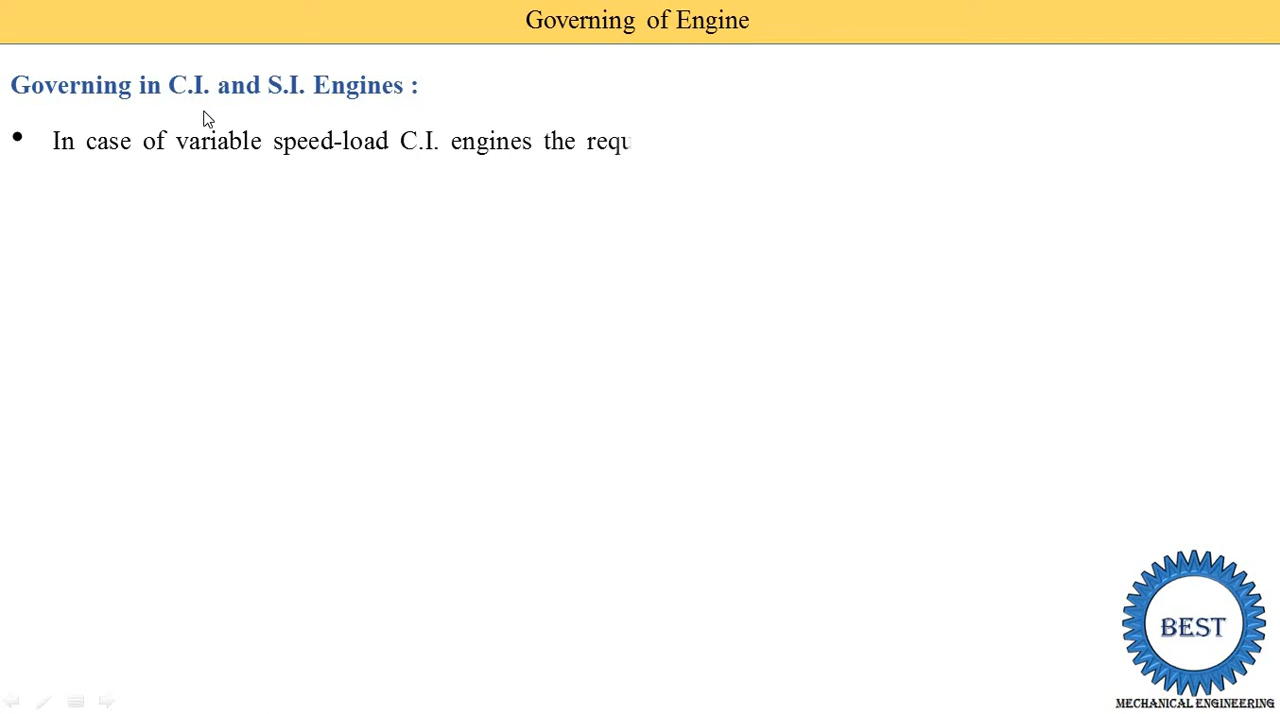 Governing of Engine
Governing in C.I. and S.I. Engines :
• In case of variable speed-load C.I. engines the requ
BEST
MECHANICAL ENGINEERING